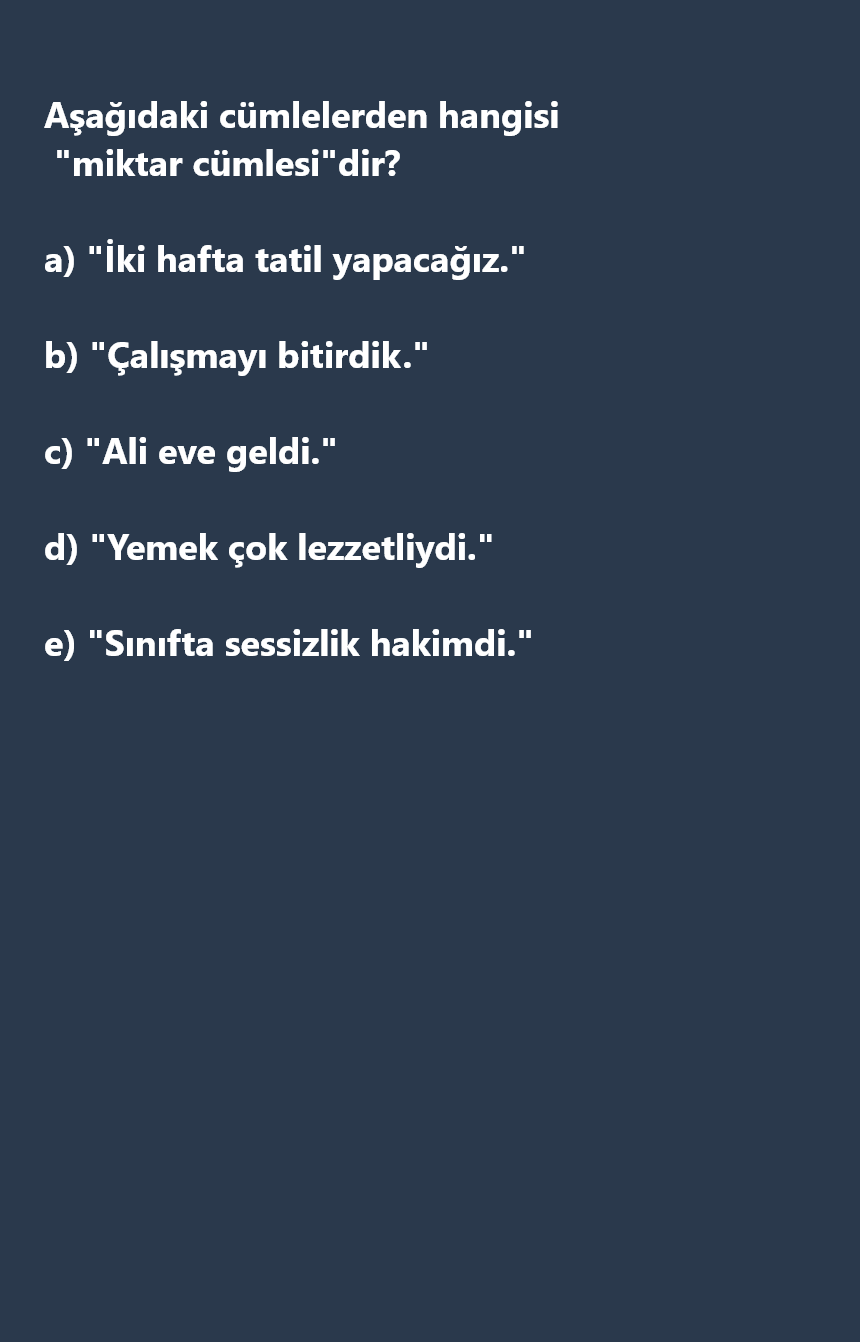 Aşağıdaki cümlelerden hangisi
"miktar cümlesi"dir?
a) "İki hafta tatil yapacağız."
b) "Çalışmayı bitirdik."
c) "Ali eve geldi."
d) "Yemek çok lezzetliydi."
e) "Sınıfta sessizlik hakimdi."